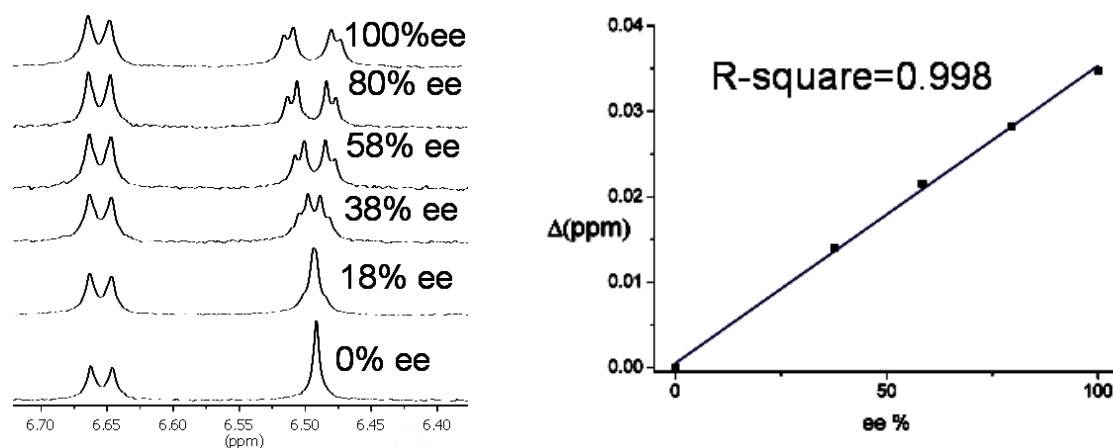 100%ee
80% ee
58% ee
38% ee
18% ee
0% ee
6.70 6.65 6.60 6.55 6.50 6.45 6.40
(ppm)
0.04
R-square=0.998
0.03
0.02
Δ(ppm)
0.01
0.00
0 50 100
ee %